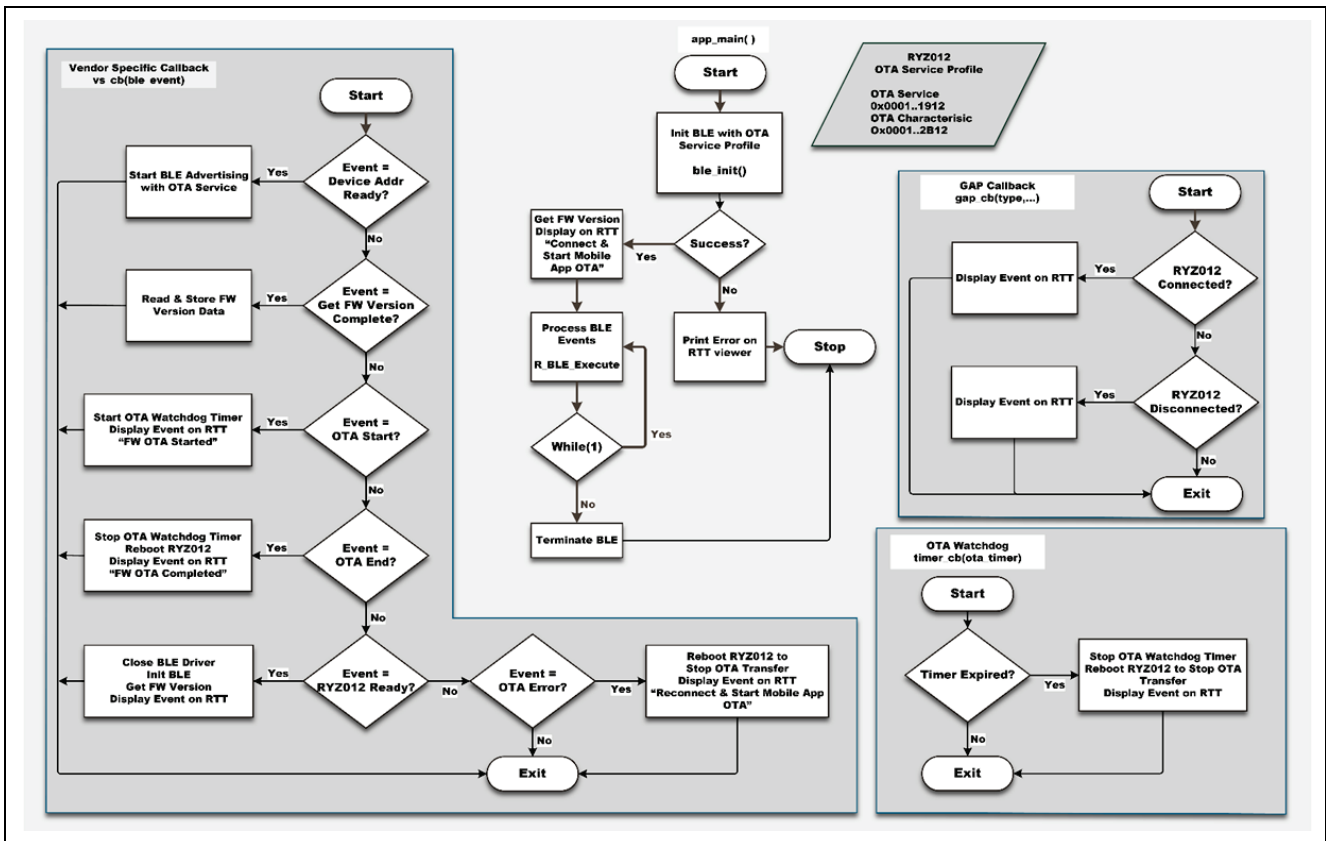 Vendor Specific Callback
vs cb(ble_event)
Start
Event =
Device Addr
Ready?
Yes
Start BLE Advertising
with OTA Service
No
Event =
Get FW Version
Complete?
Yes
Read & Store FW
Version Data
No
Event =
OTA Start?
Yes
Start OTA Watchdog Timer
Display Event on RTT
“FW OTA Started”
No
Event =
OTA End?
Yes
Stop OTA Watchdog Timer
Reboot RYZ012
Display Event on RTT
“FW OTA Completed”
No
Event =
RYZ012 Ready?
Yes
Close BLE Driver
Init BLE
Get FW Version
Display Event on RTT
No
Event =
OTA Error?
Yes
Reboot RYZ012 to
Stop OTA Transfer
Display Event on RTT
“Reconnect & Start Mobile App
OTA”
No
Exit
app_main( )
Start
Init BLE with OTA
Service Profile
ble_init()
Success?
Yes
Get FW Version
Display on RTT
“Connect &
Start Mobile
App OTA”
No
Print Error on
RTT viewer
Stop
Process BLE
Events
R_BLE_Execute
While(1)
Yes
No
Terminate BLE
RYZ012
OTA Service Profile
OTA Service
0x0001..1912
OTA Characterisic
Ox0001..2B12
GAP Callback
gap_cb(type,...)
Start
RYZ012
Connected?
Yes
Display Event on RTT
No
RYZ012
Disconnected?
Yes
Display Event on RTT
No
Exit
OTA Watchdog
timer_cb(ota_timer)
Start
Timer Expired?
Yes
Stop OTA Watchdog Timer
Reboot RYZ012 to Stop OTA
Transfer
Display Event on RTT
No
Exit